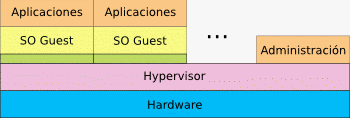 Aplicaciones Aplicaciones
SO Guest SO Guest ...
Administración
Hypervisor
Hardware